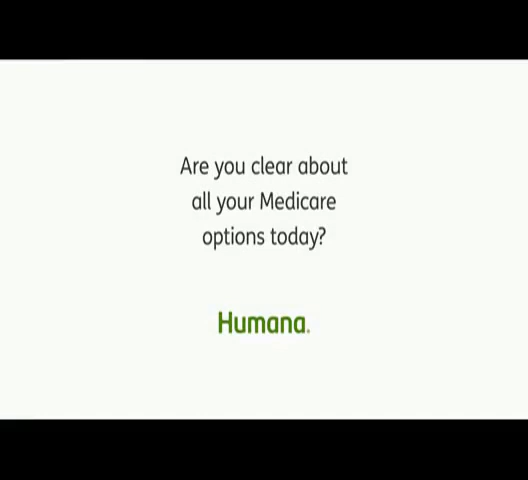 Are you clear about
all your Medicare
options today?
Humana.